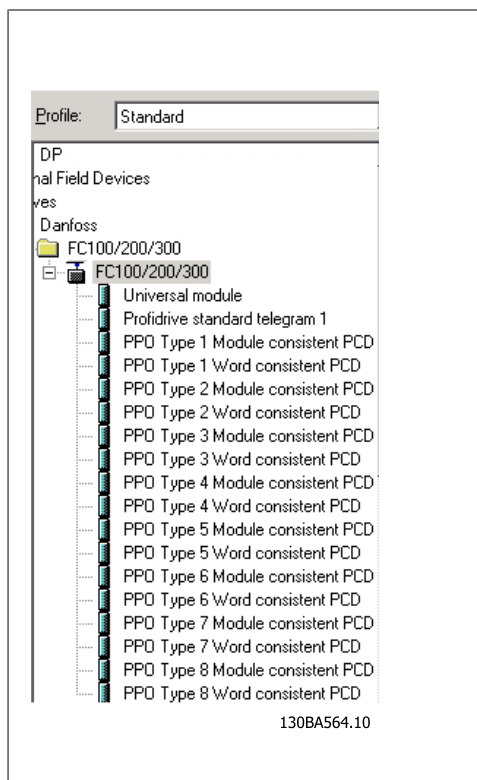 Profile: Standard
DP
nal Field Devices
ves
Danfoss
FC100/200/300
FC100/200/300
Universal module
Profidrive standard telegram 1
PPO Type 1 Module consistent PCD
PPO Type 1 Word consistent PCD
PPO Type 2 Module consistent PCD
PPO Type 2 Word consistent PCD
PPO Type 3 Module consistent PCD
PPO Type 3 Word consistent PCD
PPO Type 4 Module consistent PCD
PPO Type 4 Word consistent PCD
PPO Type 5 Module consistent PCD
PPO Type 5 Word consistent PCD
PPO Type 6 Module consistent PCD
PPO Type 6 Word consistent PCD
PPO Type 7 Module consistent PCD
PPO Type 7 Word consistent PCD
PPO Type 8 Module consistent PCD
PPO Type 8 Word consistent PCD
130BA564.10